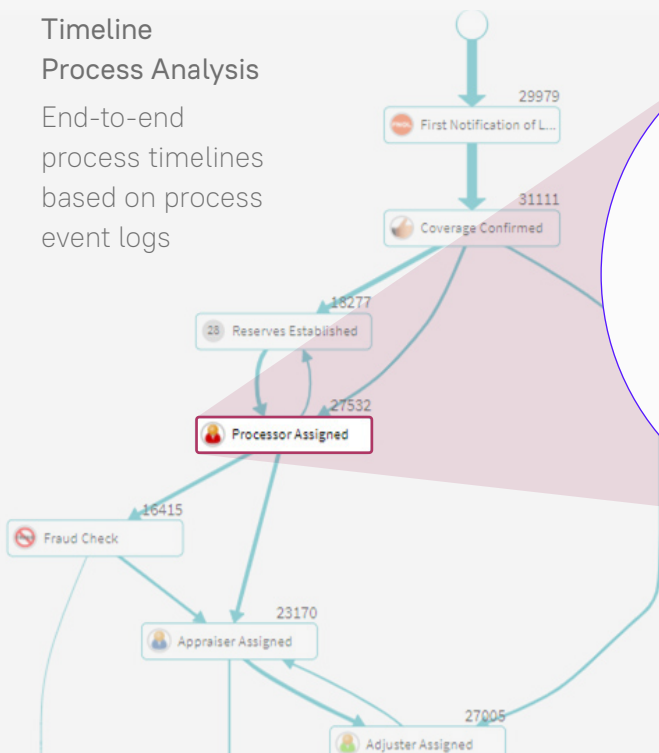 Timeline
Process Analysis
End-to-end
process timelines
based on process
event logs
29979
First Notification of L...
31111
Coverage Confirmed
18277
28 Reserves Established
27532
Processor Assigned
16415
Fraud Check
23170
Appraiser Assigned
27005
Adjuster Assigned